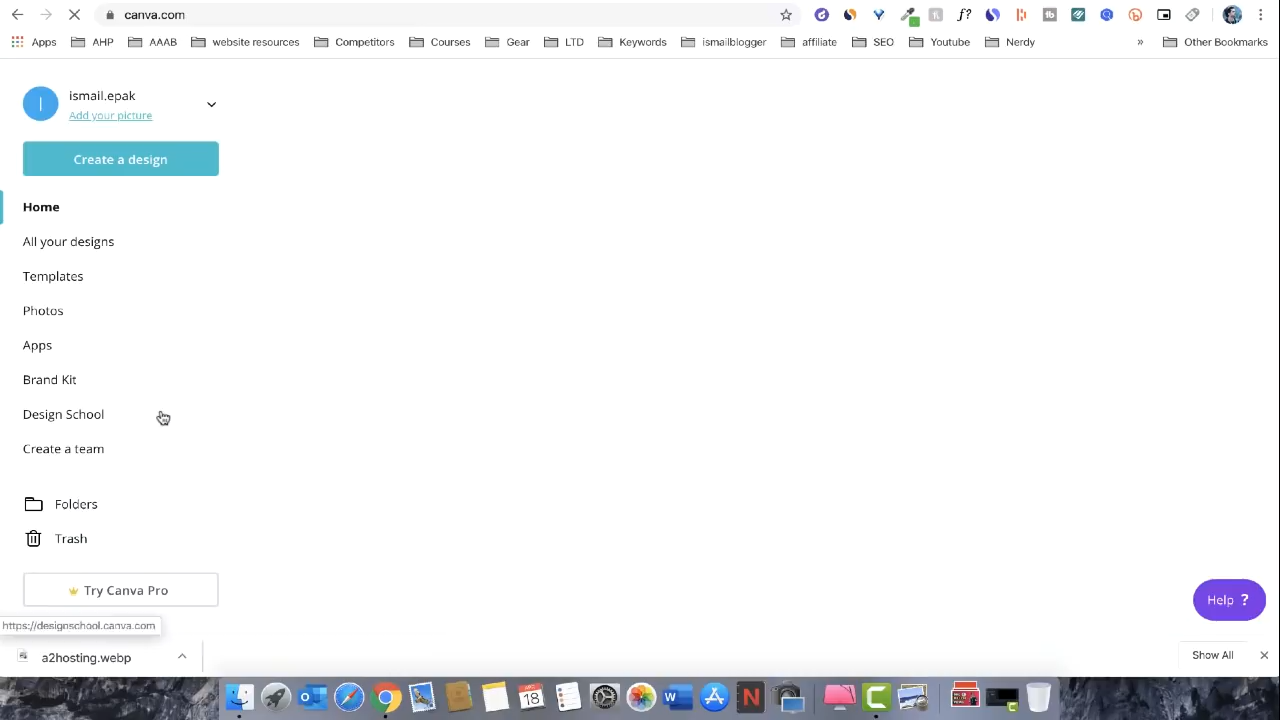 canva.com
f?
Apps
AHP
AAAB
website resources
Competitors
Courses
Gear
LTD
Keywords
ismailblogger
affiliate
SEO
Youtube
Nerdy
»
Other Bookmarks
I
ismail.epak
Add your picture
Create a design
Home
All your designs
Templates
Photos
Apps
Brand Kit
Design School
Create a team
Folders
Trash
Try Canva Pro
Help ?
https://designschool.canva.com
a2hosting.webp
Show All
18
W
N
C